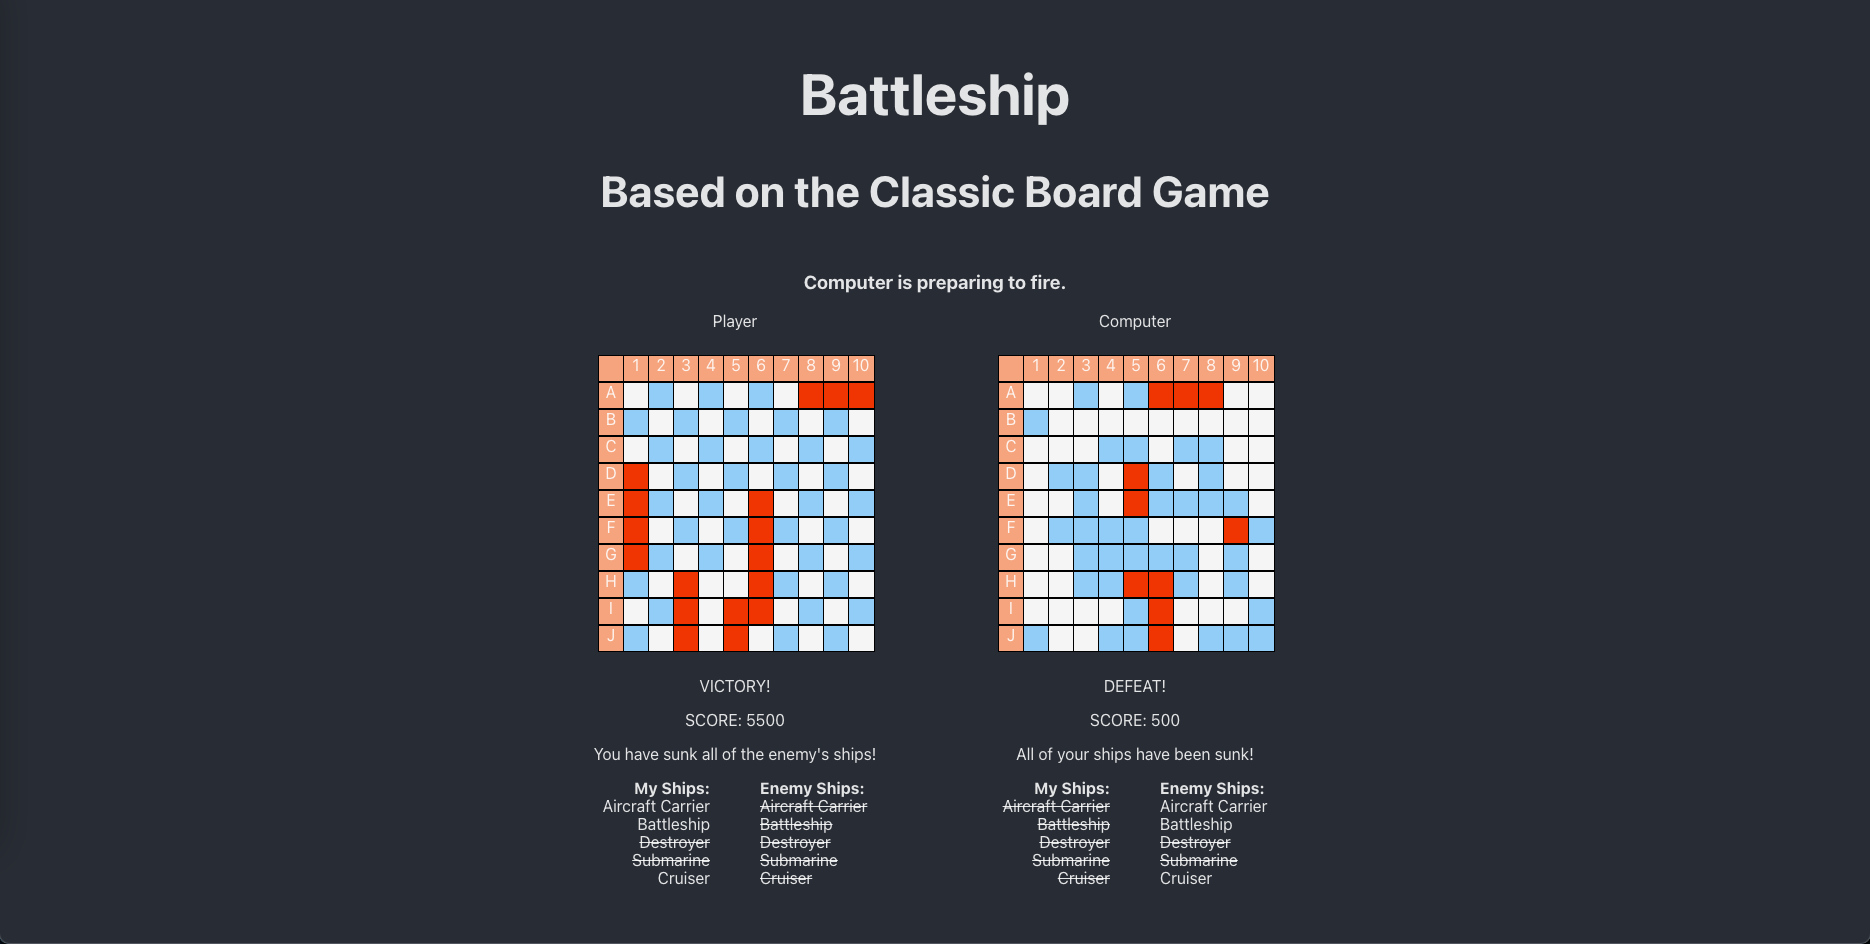 Battleship
Based on the Classic Board Game
Computer is preparing to fire.
Player Computer
1 2 3 4 5 6 7 8 9 10 1 2 3 4 5 6 7 8 9 10
A A
B B
C C
D D
E E
F F
G G
H H
I I
J J
VICTORY! DEFEAT!
SCORE: 5500 SCORE: 500
You have sunk all of the enemy's ships! All of your ships have been sunk!
My Ships: Enemy Ships: My Ships: Enemy Ships:
Aircraft Carrier Aircraft Carrier Aircraft Carrier Aircraft Carrier
Battleship Battleship Battleship Battleship
Destroyer Destroyer Destroyer Destroyer
Submarine Submarine Submarine Submarine
Cruiser Cruiser Cruiser Cruiser